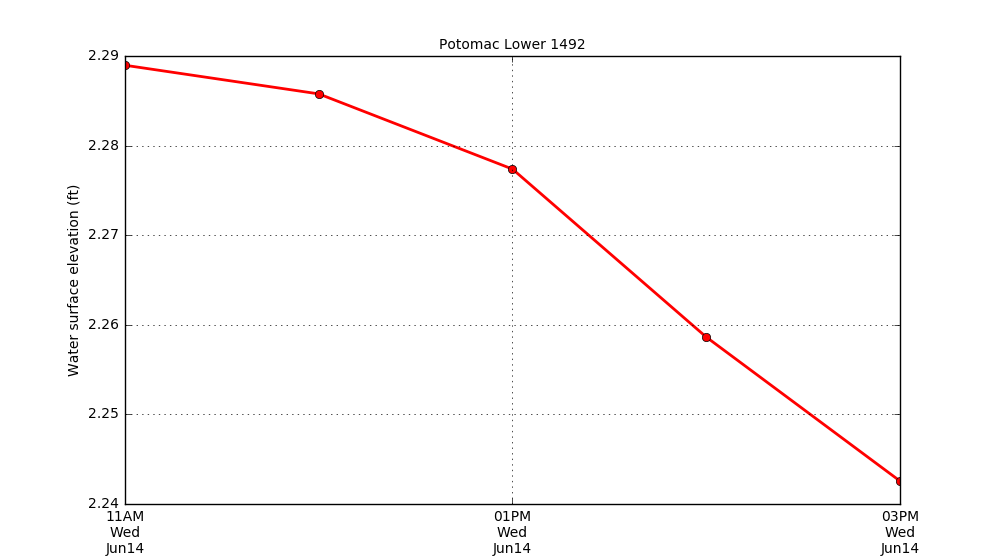 Potomac Lower 1492
Water surface elevation (ft)
2.29
2.28
2.27
2.26
2.25
2.24
11AM
Wed
Jun14
01PM
Wed
Jun14
03PM
Wed
Jun14